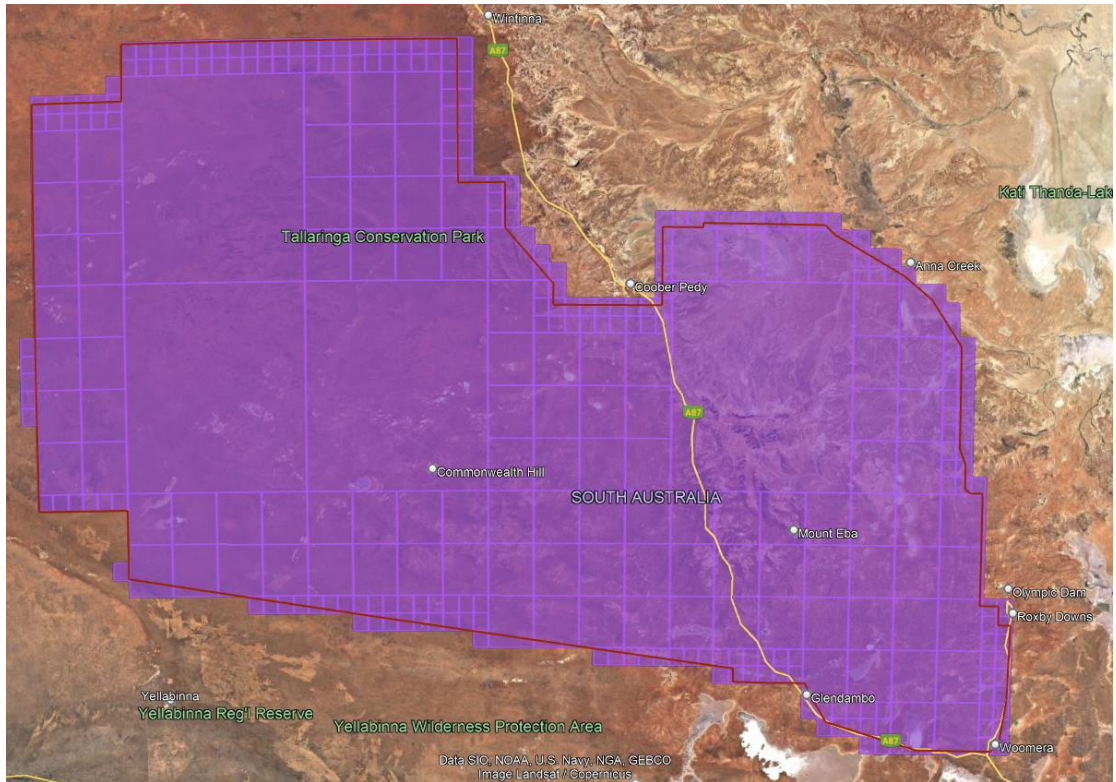 Wintinna
A87
Kati Thanda-Lak
Tallaringa Conservation Park
Anna Creek
Coober Pedy
A87
Commonwealth Hill
SOUTH AUSTRALIA
Mount Eba
Olympic Dam
Roxby Downs
Yellabinna
Glendambo
Yellabinna Reg'l Reserve
Yellabinna Wilderness Protection Area
A87
Woomera
Data SIO, NOAA, U.S. Navy, NGA, GEBCO
Image Landsat / Copernicus